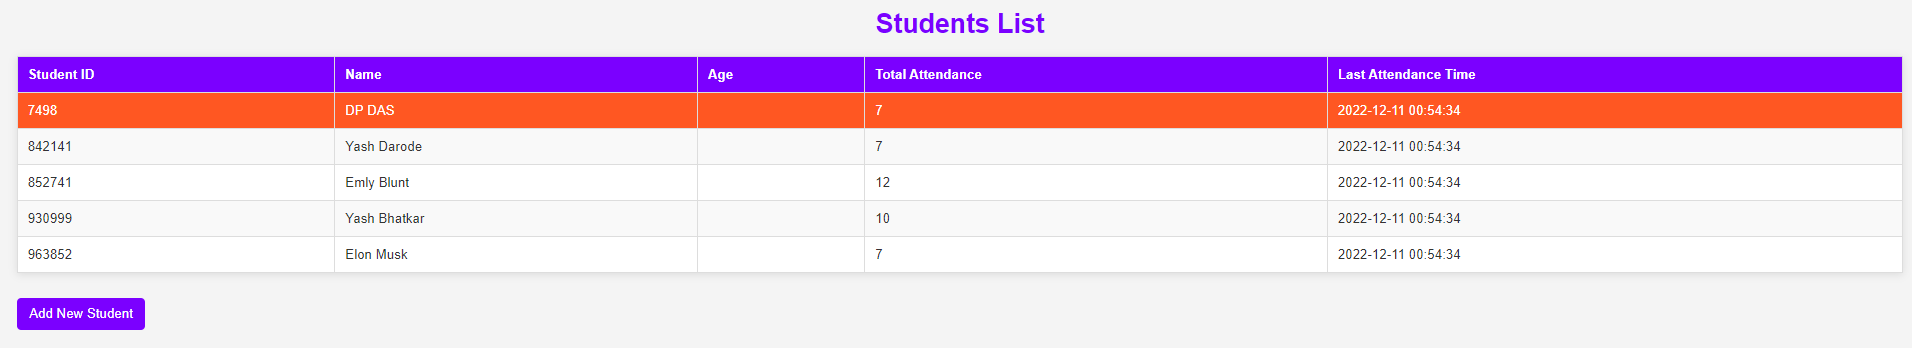 Students List
Student ID Name Age Total Attendance Last Attendance Time
7498 DP DAS 7 2022-12-11 00:54:34
842141 Yash Darode 7 2022-12-11 00:54:34
852741 Emly Blunt 12 2022-12-11 00:54:34
930999 Yash Bhatkar 10 2022-12-11 00:54:34
963852 Elon Musk 7 2022-12-11 00:54:34
Add New Student